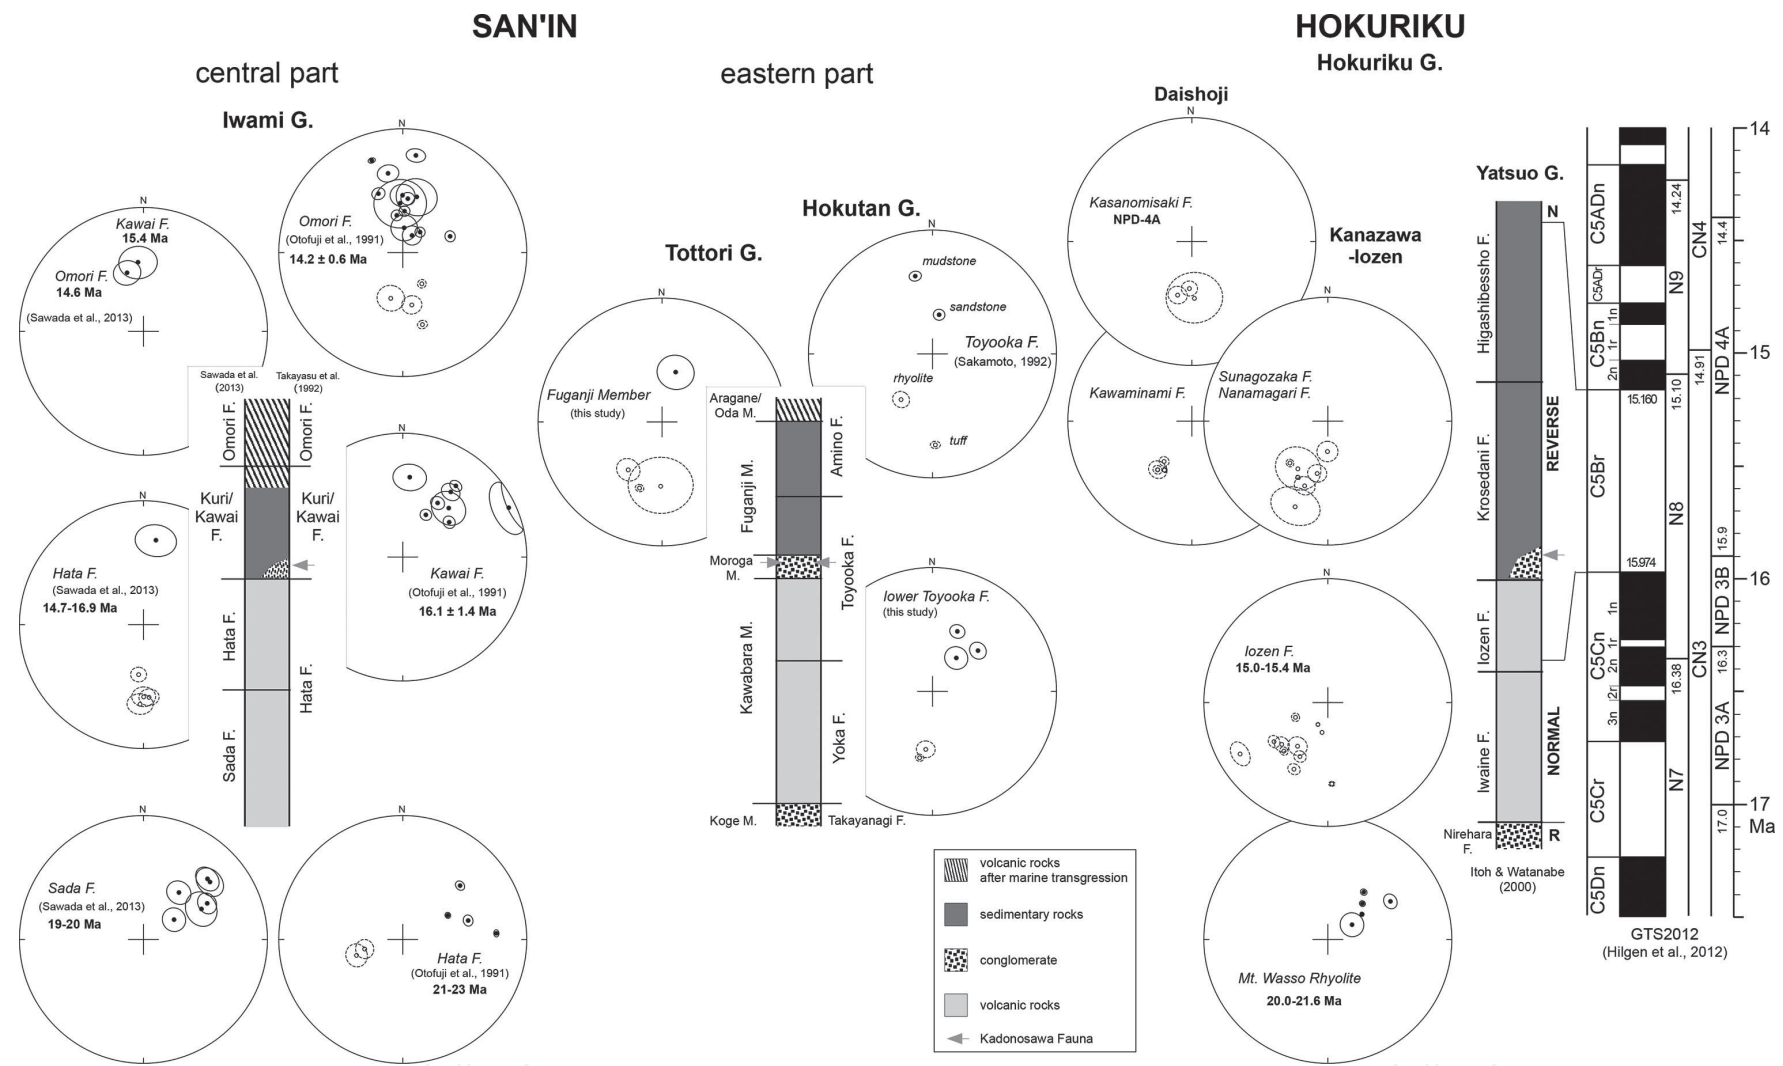 SAN'IN
HOKURIKU
Hokuriku G.
central part
eastern part
Iwami G.
N
Kawai F.
15.4 Ma
Omori F.
14.6 Ma
(Sawada et al., 2013)
N
Omori F.
(Otofuji et al., 1991)
14.2 ± 0.6 Ma
Sawada et al.
(2013)
Takayasu et al.
(1992)
Omori F.
Omori F.
Kuri/
Kawai
F.
Kuri/
Kawai
F.
Hata F.
Hata F.
Sada F.
N
Hata F.
(Sawada et al., 2013)
14.7-16.9 Ma
N
Kawai F.
(Otofuji et al., 1991)
16.1 ± 1.4 Ma
N
Sada F.
(Sawada et al., 2013)
19-20 Ma
N
Hata F.
(Otofuji et al., 1991)
21-23 Ma
Tottori G.
Hokutan G.
N
Fuganji Member
(this study)
N
mudstone
sandstone
Toyooka F.
(Sakamoto, 1992)
rhyolite
tuff
Aragane/
Oda M.
Fuganji M.
Moroga
M.
Kawabara M.
Koge M.
Amino F.
Toyooka F.
Yoka F.
Takayanagi F.
N
lower Toyooka F.
(this study)
volcanic rocks
after marine transgression
sedimentary rocks
conglomerate
volcanic rocks
Kadonosawa Fauna
Daishoji
N
Kasanomisaki F.
NPD-4A
Kawaminami F.
Kanazawa
-Iozen
N
Sunagozaka F.
Nanamagari F.
N
Iozen F.
15.0-15.4 Ma
Mt. Wasso Rhyolite
20.0-21.6 Ma
Yatsuo G.
N
Higashibessho F.
Krosedani F.
REVERSE
Iozen F.
Iwaine F.
NORMAL
Nirehara
F.
R
Itoh & Watanabe
(2000)
C5ADn
C5ADr
C5Bn
1n
1r
2n
C5Br
15.160
15.974
C5Cn
1n
1r
2n
2r
3n
C5Cr
C5Dn
14.24
N9
15.10
N8
16.38
N7
CN4
14.91
CN3
14.4
NPD 4A
15.9
NPD 3B
16.3
NPD 3A
17.0
14
15
16
17
Ma
GTS2012
(Hilgen et al., 2012)